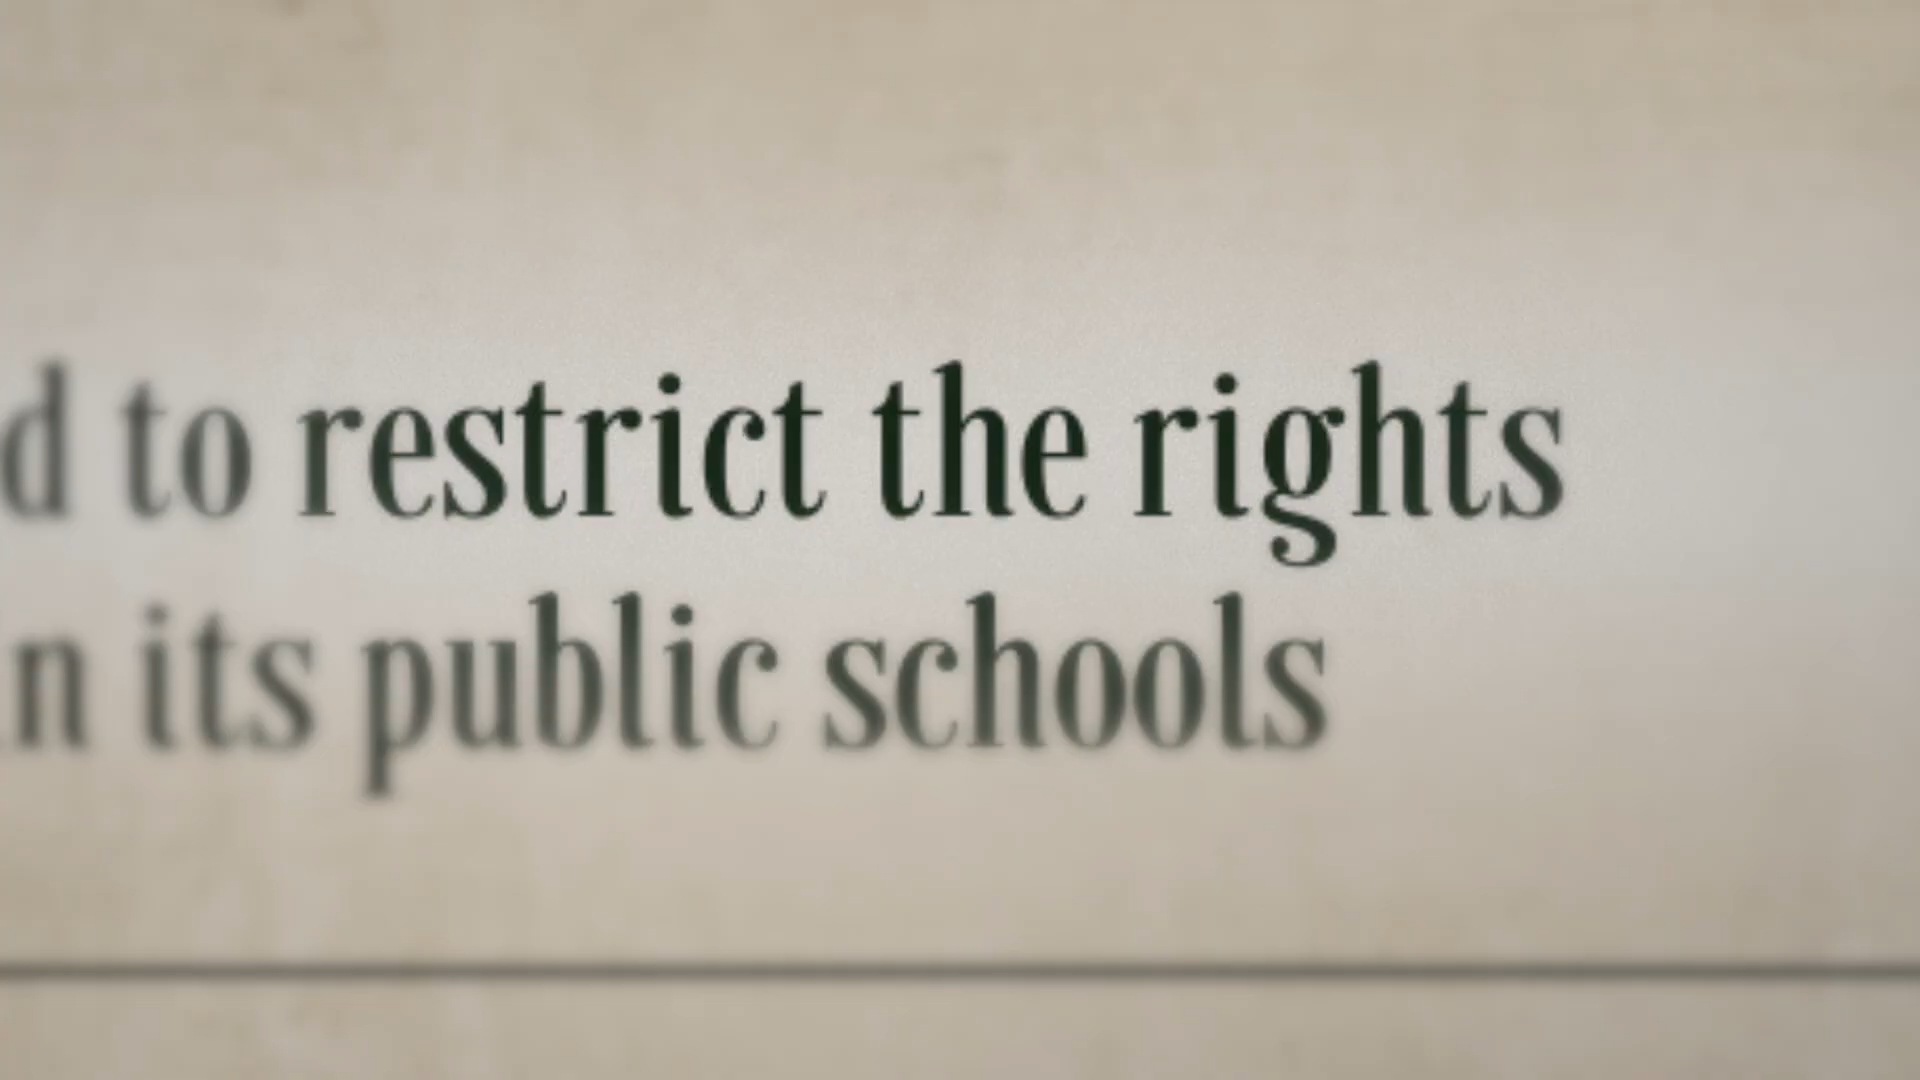 d to restrict the rights
n its public schools